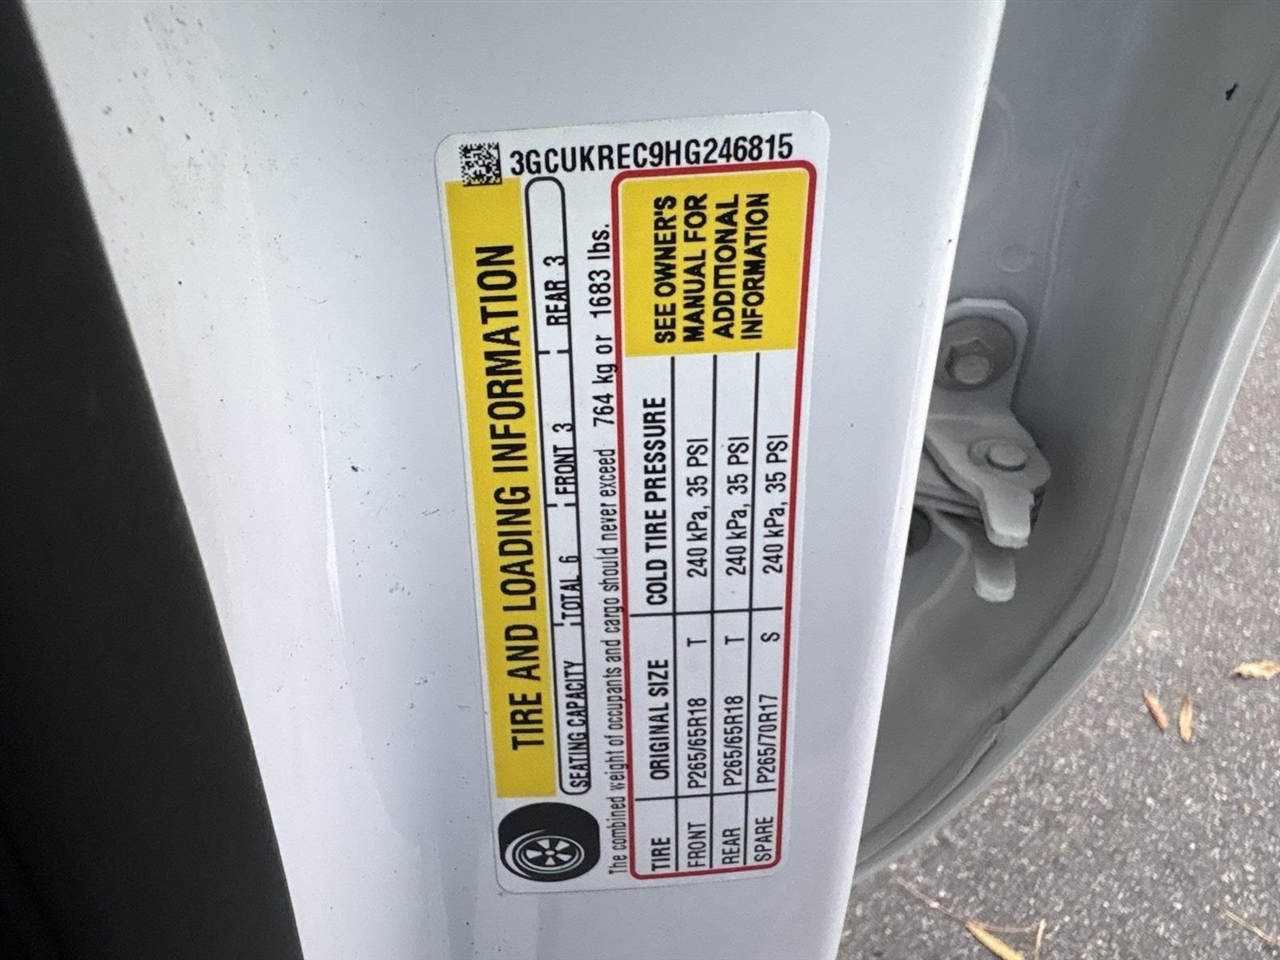 3GCUKREC9HG246815
TIRE AND LOADING INFORMATION
SEATING CAPACITY TOTAL 6 FRONT 3 REAR 3
The combined weight of occupants and cargo should never exceed 764 kg or 1683 lbs.
TIRE ORIGINAL SIZE COLD TIRE PRESSURE
FRONT P265/65R18 T 240 kPa, 35 PSI
REAR P265/65R18 T 240 kPa, 35 PSI
SPARE P265/70R17 S 240 kPa, 35 PSI
SEE OWNER'S
MANUAL FOR
ADDITIONAL
INFORMATION